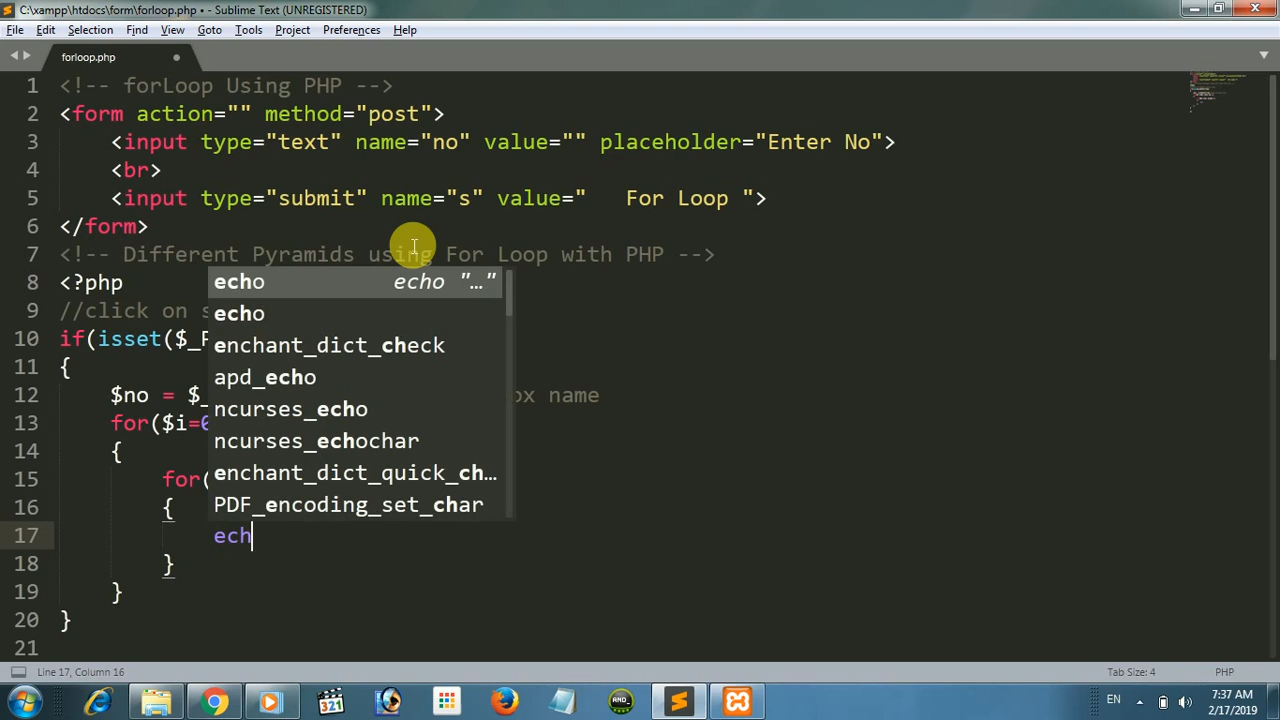 C:\xampp\htdocs\form\forloop.php • - Sublime Text (UNREGISTERED)
File Edit Selection Find View Goto Tools Project Preferences Help
forloop.php
1 <!-- forLoop Using PHP -->
2 <form action="" method="post">
3 <input type="text" name="no" value="" placeholder="Enter No">
4 <br>
5 <input type="submit" name="s" value="   For Loop ">
6 </form>
7 <!-- Different Pyramids using For Loop with PHP -->
8 <?php
9 //click on s
10 if(isset($_
11 {
12 $no = $_ ox name
13 for($i=
14 {
15 for(
16 {
17 ech
18 }
19 }
20 }
21
echo echo "…"
echo
enchant_dict_check
apd_echo
ncurses_echo
ncurses_echochar
enchant_dict_quick_ch…
PDF_encoding_set_char
Line 17, Column 16 Tab Size: 4 PHP
321
AND_
EN
7:37 AM
2/17/2019